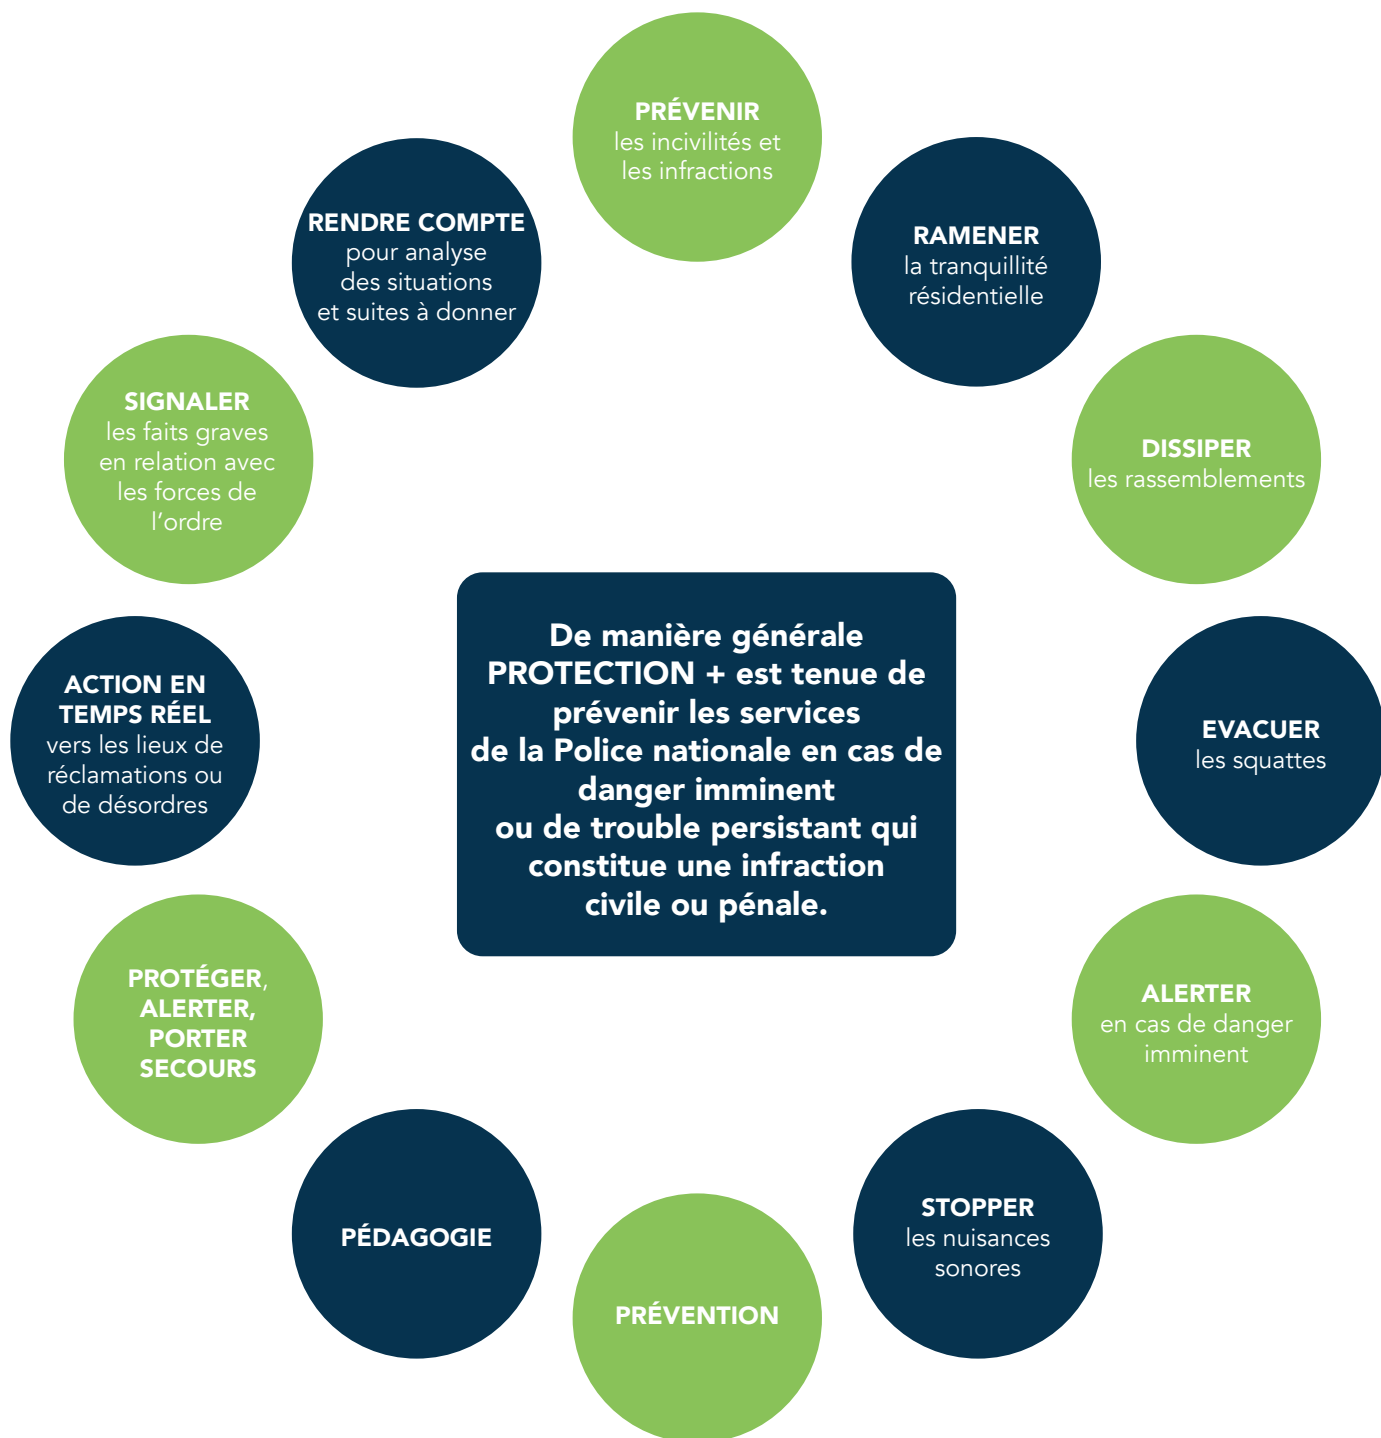 PRÉVENIR
les incivilités et
les infractions
RAMENER
la tranquillité
résidentielle
DISSIPER
les rassemblements
EVACUER
les squattes
ALERTER
en cas de danger
imminent
STOPPER
les nuisances
sonores
PRÉVENTION
PÉDAGOGIE
PROTÉGER,
ALERTER,
PORTER
SECOURS
ACTION EN
TEMPS RÉEL
vers les lieux de
réclamations ou
de désordres
SIGNALER
les faits graves
en relation avec
les forces de
l’ordre
RENDRE COMPTE
pour analyse
des situations
et suites à donner
De manière générale
PROTECTION + est tenue de
prévenir les services
de la Police nationale en cas de
danger imminent
ou de trouble persistant qui
constitue une infraction
civile ou pénale.